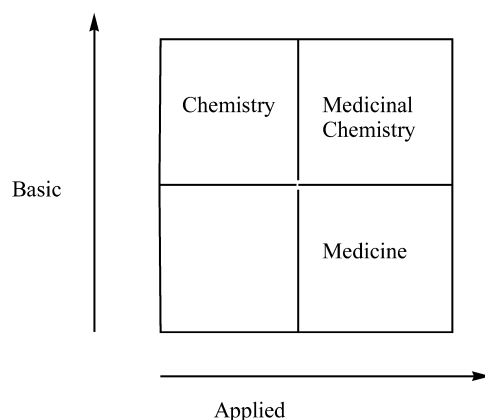 Chemistry
Medicinal
Chemistry
Basic
Medicine
Applied